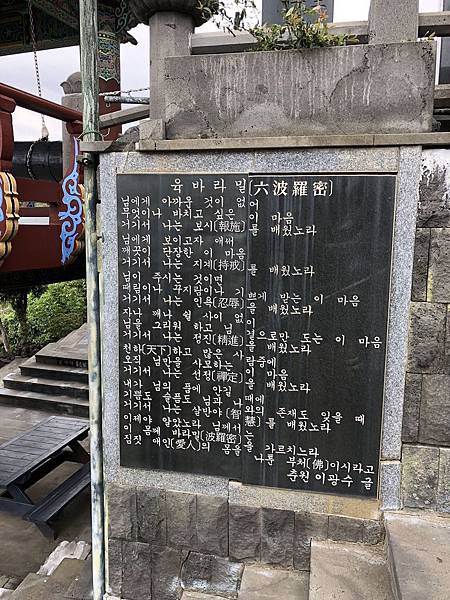 육바라밀(六波羅密)
님에게 아까운 것이 없어
무엇이나 바치고 싶은 이 마음
거기서 나는 보시(報施)를 배웠노라
님에게 보이고자 애써
깨끗이 단장한 이 마음
거기서 나는 지계(持戒)를 배웠노라
님이 주시는 것이면
때림이나 꾸지람이나 기쁘게 받는 이 마음
거기서 나는 인욕(忍辱)을 배웠노라
자나 깨나 쉴 사이 없이
님을 그리워 하고 님 곁으로만 도는 이 마음
거기서 나는 정진(精進)를 배웠노라
천하(天下)하고 많은 사람중에
오직 님만을 사모하는 이 마음
거기서 나는 선정(禪定)을 배웠노라
내가 님의 품에 안길 때에
기쁨도 슬픔도 님과 나와의 존재도 잊을 때
거기서 나는 살반야(智慧)를 배웠노라
이제야 알았노라 님께서는
이 몸께 바라밀(波羅密)을 가르치느라
짐짓 애인(愛人)의 몸을 나툰 부처(佛)이시라고
춘원 이광수 글